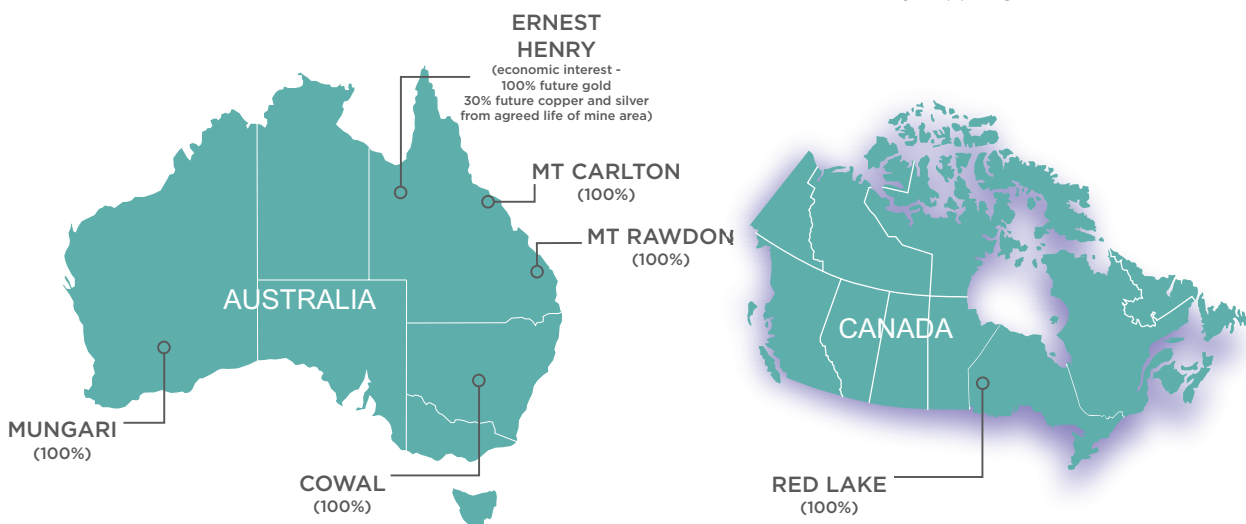 ERNEST
HENRY
(economic interest -
100% future gold
30% future copper and silver
from agreed life of mine area)
MT CARLTON
(100%)
MT RAWDON
(100%)
AUSTRALIA
CANADA
MUNGARI
(100%)
COWAL
(100%)
RED LAKE
(100%)